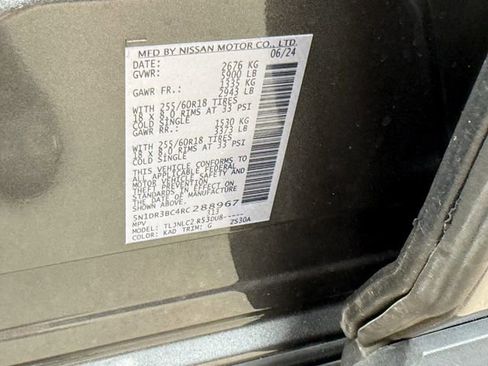 MFD BY NISSAN MOTOR CO., LTD.
DATE: 06/24
GVWR: 2676 KG
5900 LB
GAWR FR.: 1335 KG
2943 LB
WITH 255/60R18 TIRES
18 X 8.0 RIMS AT 33 PSI
COLD SINGLE
GAWR RR.: 1530 KG
3373 LB
WITH 255/60R18 TIRES
18 X 8.0 RIMS AT 33 PSI
COLD SINGLE
THIS VEHICLE CONFORMS TO
ALL APPLICABLE FEDERAL
MOTOR VEHICLE SAFETY AND
THEFT PREVENTION
STANDARDS IN EFFECT ON
THE DATE OF MANUFACTURE
SHOWN ABOVE.
5N1DR3BC4RC288967
MPV 113
MODEL: TLJNLC2 R53DU8-----
COLOR: KAD TRIM: G 2S30A